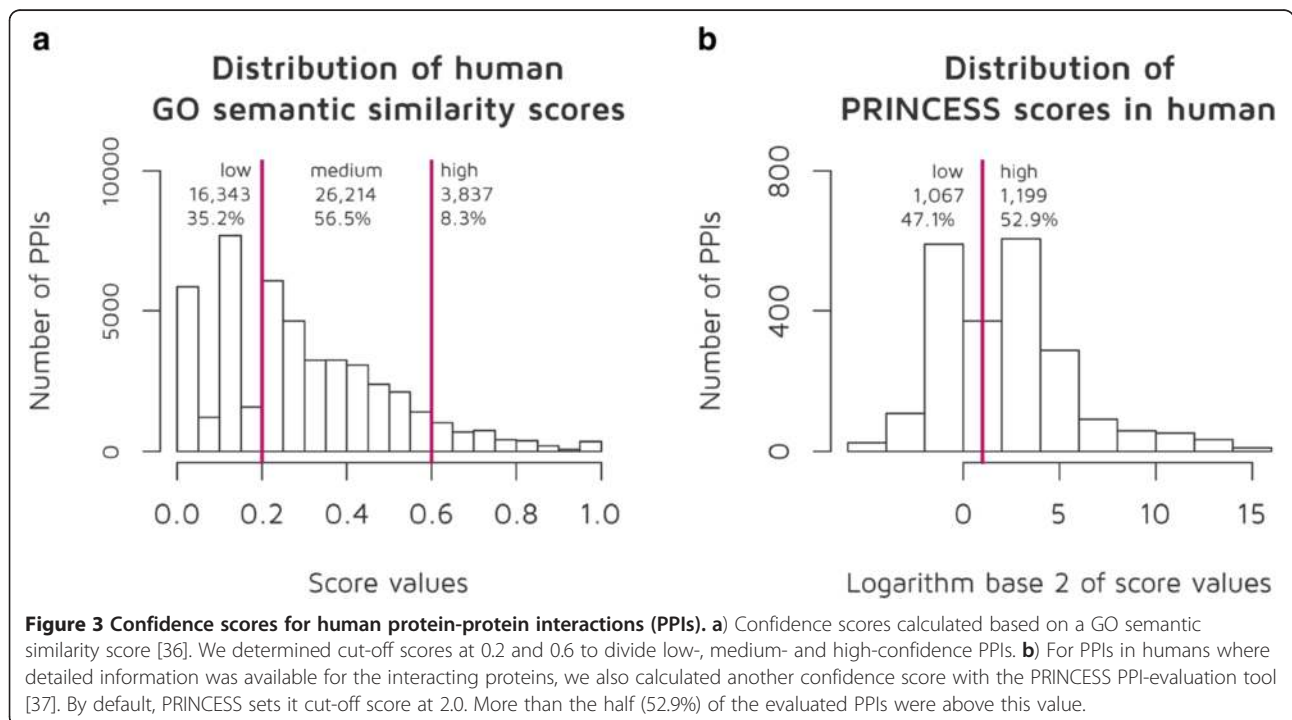 a
Distribution of human
GO semantic similarity scores
low medium high
16,343 26,214 3,837
35.2% 56.5% 8.3%
10000
5000
0
Number of PPIs
0.0 0.2 0.4 0.6 0.8 1.0
Score values
b
Distribution of
PRINCESS scores in human
low high
1,067 1,199
47.1% 52.9%
800
400
0
Number of PPIs
0 5 10 15
Logarithm base 2 of score values
Figure 3 Confidence scores for human protein-protein interactions (PPIs). a) Confidence scores calculated based on a GO semantic
similarity score [36]. We determined cut-off scores at 0.2 and 0.6 to divide low-, medium- and high-confidence PPIs. b) For PPIs in humans where
detailed information was available for the interacting proteins, we also calculated another confidence score with the PRINCESS PPI-evaluation tool
[37]. By default, PRINCESS sets it cut-off score at 2.0. More than the half (52.9%) of the evaluated PPIs were above this value.